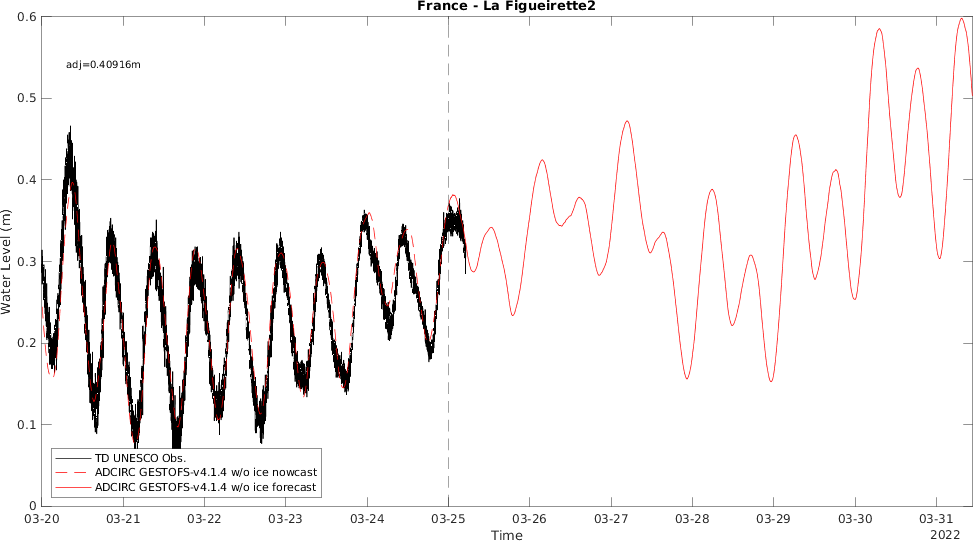 France - La Figueirette2
adj=0.40916m
Water Level (m)
0.6
0.5
0.4
0.3
0.2
0.1
0
TD UNESCO Obs.
ADCIRC GESTOFS-v4.1.4 w/o ice nowcast
ADCIRC GESTOFS-v4.1.4 w/o ice forecast
03-20 03-21 03-22 03-23 03-24 03-25 03-26 03-27 03-28 03-29 03-30 03-31
Time
2022